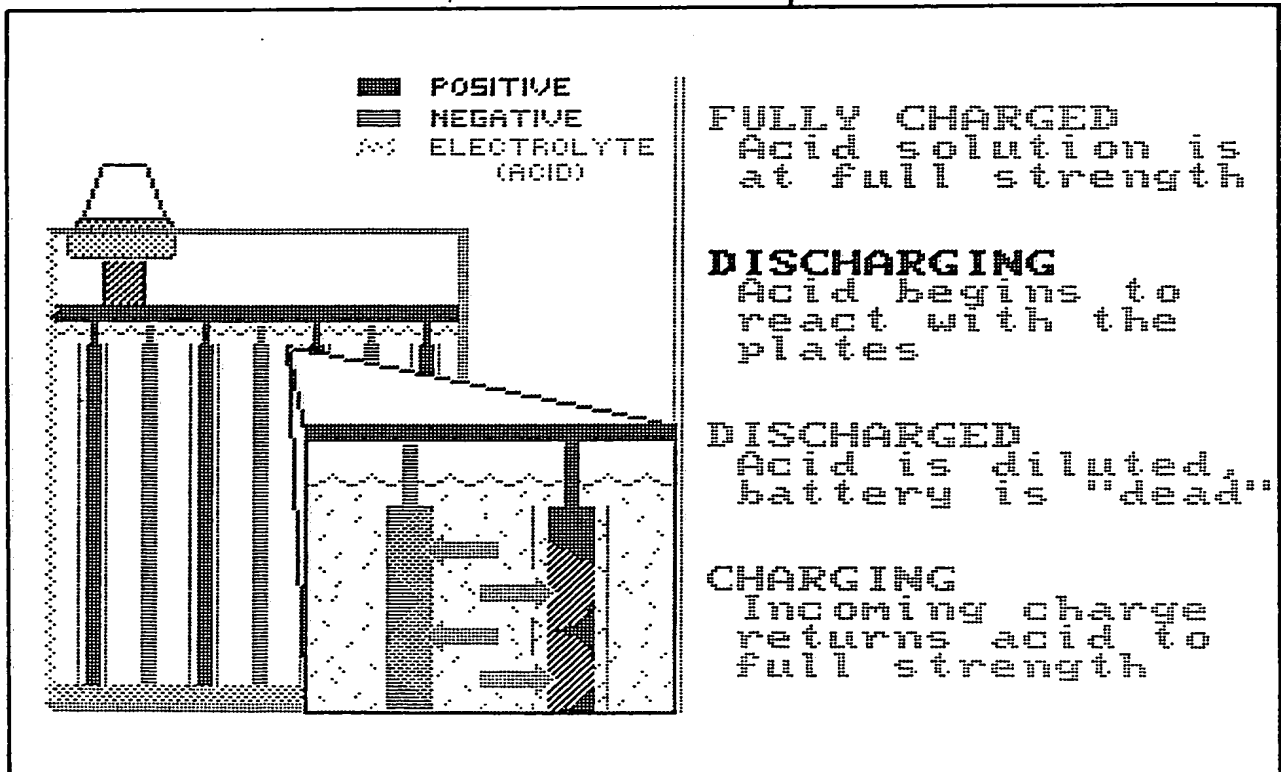 POSITIVE
NEGATIVE
ELECTROLYTE
(ACID)
FULLY CHARGED
Acid solution is
at full strength
DISCHARGING
Acid begins to
react with the
plates
DISCHARGED
Acid is diluted,
battery is "dead"
CHARGING
Incoming charge
returns acid to
full strength